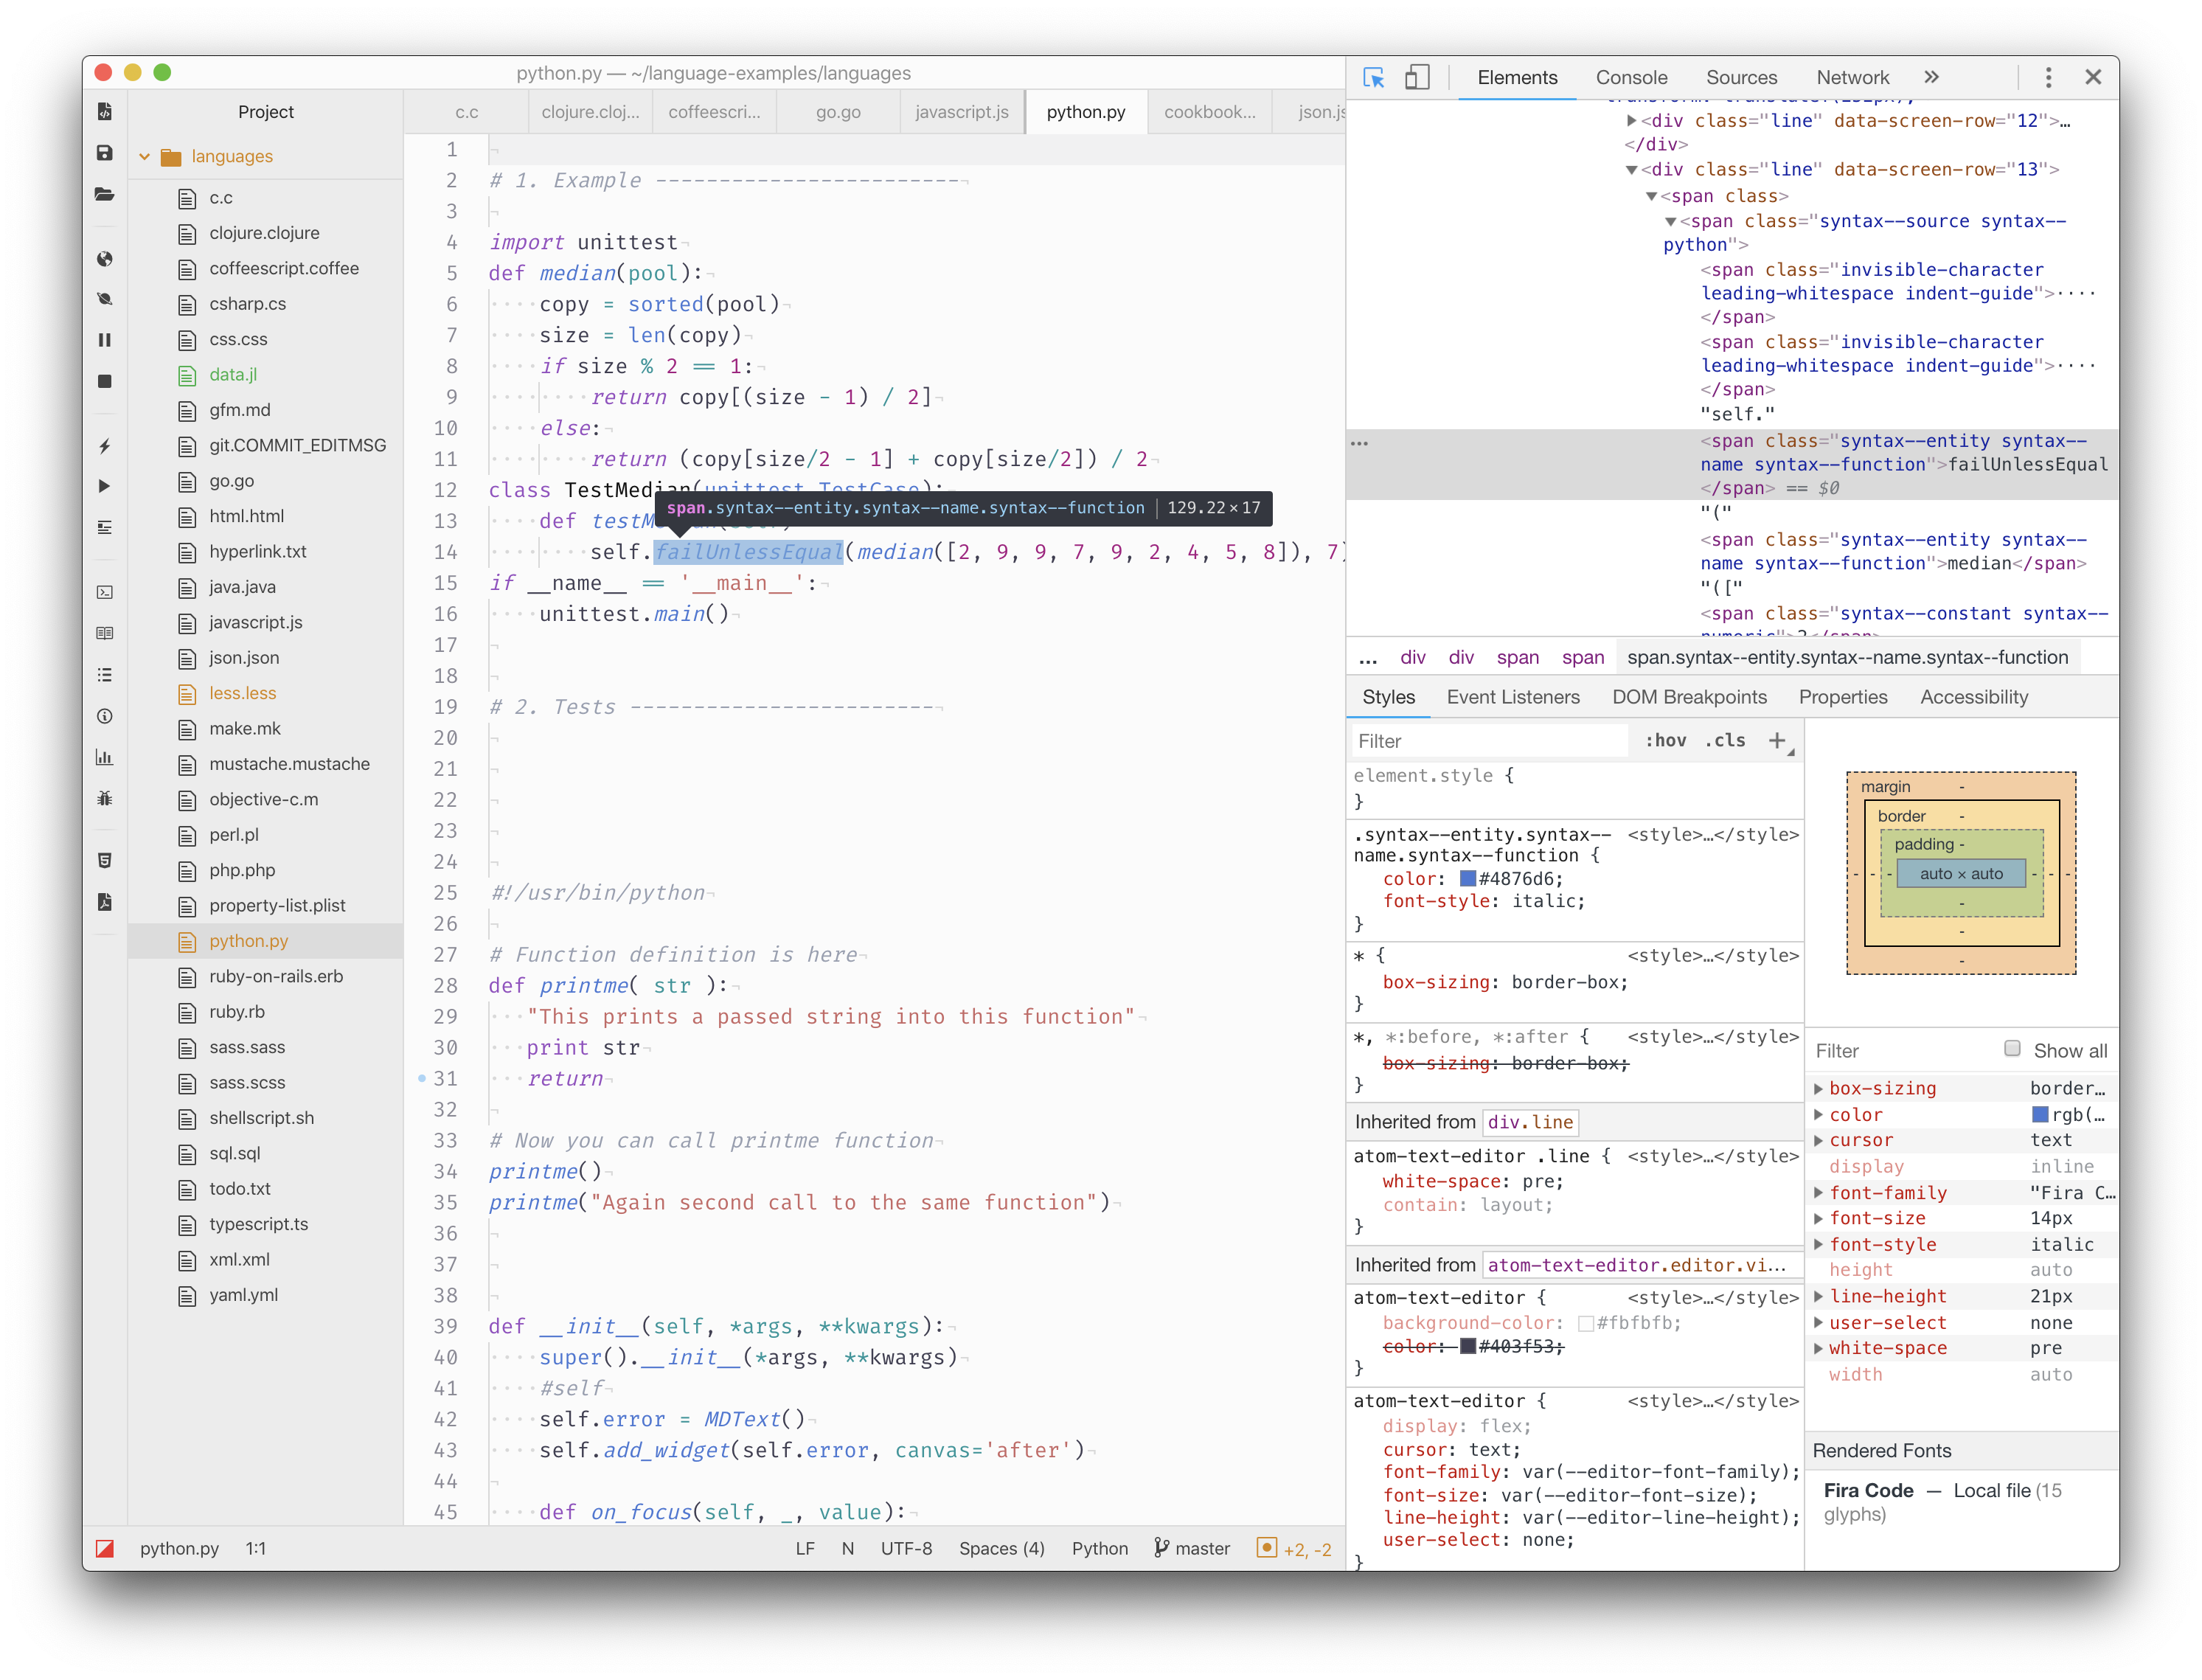 python.py — ~/language-examples/languages
Project
languages
c.c
clojure.clojure
coffeescript.coffee
csharp.cs
css.css
data.jl
gfm.md
git.COMMIT_EDITMSG
go.go
html.html
hyperlink.txt
java.java
javascript.js
json.json
less.less
make.mk
mustache.mustache
objective-c.m
perl.pl
php.php
property-list.plist
python.py
ruby-on-rails.erb
ruby.rb
sass.sass
sass.scss
shellscript.sh
sql.sql
todo.txt
typescript.ts
xml.xml
yaml.yml
c.c clojure.cloj... coffeescri... go.go javascript.js python.py cookbook... json.js
1
2 # 1. Example ------------------------
3
4 import unittest
5 def median(pool):
6 copy = sorted(pool)
7 size = len(copy)
8 if size % 2 == 1:
9 return copy[(size - 1) / 2]
10 else:
11 return (copy[size/2 - 1] + copy[size/2]) / 2
12 class TestMedian(unittest.TestCase):
span.syntax--entity.syntax--name.syntax--function | 129.22 × 17
13 def testM
14 self.failUnlessEqual(median([2, 9, 9, 7, 9, 2, 4, 5, 8]), 7)
15 if __name__ == '__main__':
16 unittest.main()
17
18
19 # 2. Tests ------------------------
20
21
22
23
24
25 #!/usr/bin/python
26
27 # Function definition is here
28 def printme( str ):
29 "This prints a passed string into this function"
30 print str
31 return
32
33 # Now you can call printme function
34 printme()
35 printme("Again second call to the same function")
36
37
38
39 def __init__(self, *args, **kwargs):
40 super().__init__(*args, **kwargs)
41 #self
42 self.error = MDText()
43 self.add_widget(self.error, canvas='after')
44
45 def on_focus(self, _, value):
python.py 1:1 LF N UTF-8 Spaces (4) Python master +2, -2
Elements Console Sources Network »
<div class="line" data-screen-row="12">…
</div>
<div class="line" data-screen-row="13">
<span class>
<span class="syntax--source syntax--
python">
<span class="invisible-character
leading-whitespace indent-guide">····
</span>
<span class="invisible-character
leading-whitespace indent-guide">····
</span>
"self."
<span class="syntax--entity syntax--
name syntax--function">failUnlessEqual
</span> == $0
"("
<span class="syntax--entity syntax--
name syntax--function">median</span>
"(["
<span class="syntax--constant syntax--
numeric">2</span>
... div div span span span.syntax--entity.syntax--name.syntax--function
Styles Event Listeners DOM Breakpoints Properties Accessibility
Filter :hov .cls +
element.style {
}
.syntax--entity.syntax-- <style>…</style>
name.syntax--function {
color: #4876d6;
font-style: italic;
}
* { <style>…</style>
box-sizing: border-box;
}
*, *:before, *:after { <style>…</style>
box-sizing: border-box;
}
Inherited from div.line
atom-text-editor .line { <style>…</style>
white-space: pre;
contain: layout;
}
Inherited from atom-text-editor.editor.vi…
atom-text-editor { <style>…</style>
background-color: #fbfbfb;
color: #403f53;
}
atom-text-editor { <style>…</style>
display: flex;
cursor: text;
font-family: var(--editor-font-family);
font-size: var(--editor-font-size);
line-height: var(--editor-line-height);
user-select: none;
}
margin -
border -
padding -
- - - auto × auto - - -
-
-
-
Filter Show all
box-sizing border…
color rgb(…
cursor text
display inline
font-family "Fira C…
font-size 14px
font-style italic
height auto
line-height 21px
user-select none
white-space pre
width auto
Rendered Fonts
Fira Code — Local file (15
glyphs)